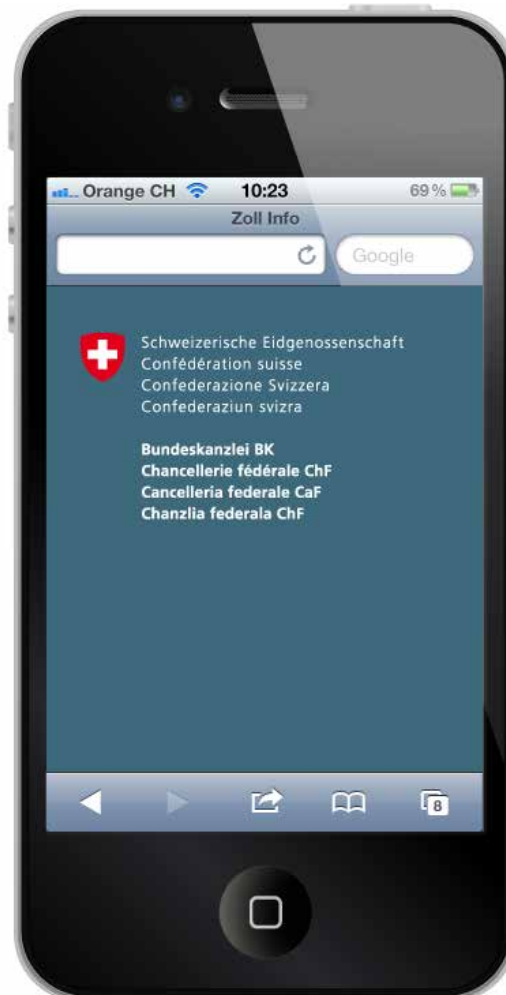 Orange CH 10:23 69 %
Zoll Info
Google
Schweizerische Eidgenossenschaft
Confédération suisse
Confederazione Svizzera
Confederaziun svizra
Bundeskanzlei BK
Chancellerie fédérale ChF
Cancelleria federale CaF
Chanzlia federala ChF
8